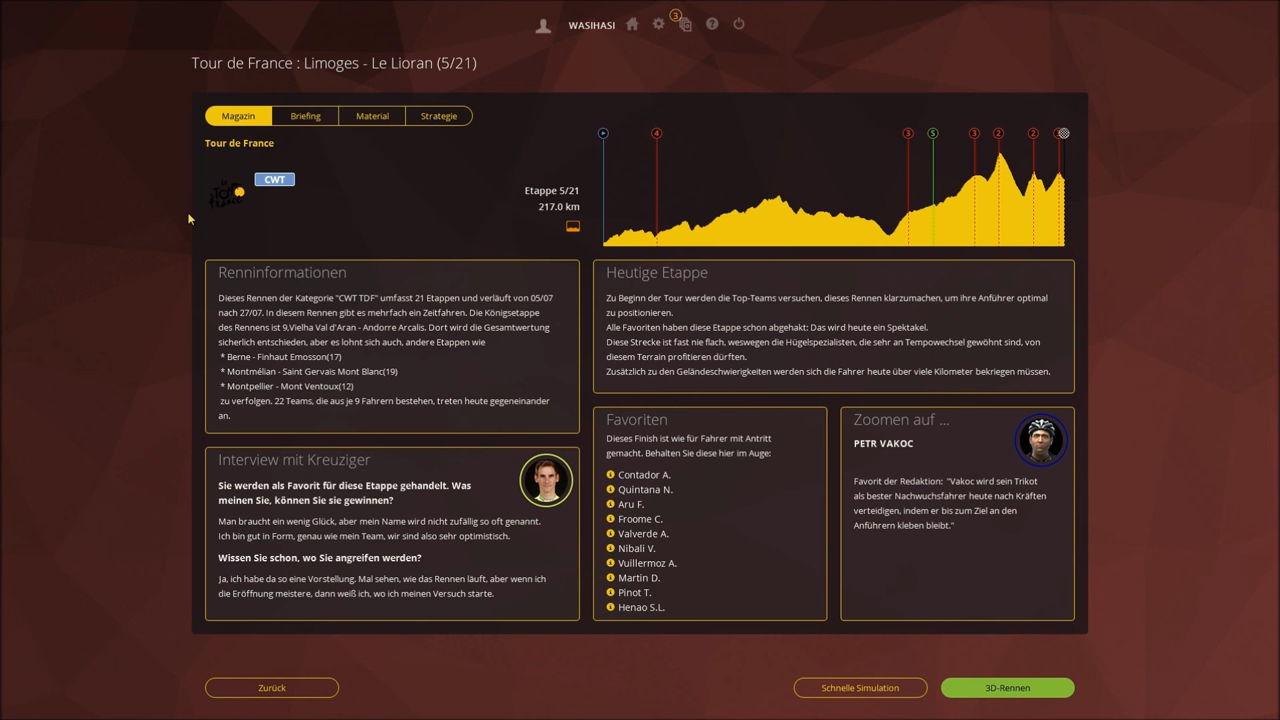 3
WASIHASI
Tour de France : Limoges - Le Lioran (5/21)
Magazin
Briefing
Material
Strategie
Tour de France
CWT
Etappe 5/21
217.0 km
4
3
S
3
2
2
Renninformationen
Dieses Rennen der Kategorie "CWT TDF" umfasst 21 Etappen und verläuft von 05/07
nach 27/07. In diesem Rennen gibt es mehrfach ein Zeitfahren. Die Königsetappe
des Rennens ist 9,Vielha Val d'Aran - Andorre Arcalis. Dort wird die Gesamtwertung
sicherlich entschieden, aber es lohnt sich auch, andere Etappen wie
* Berne - Finhaut Emosson(17)
* Montmélian - Saint Gervais Mont Blanc(19)
* Montpellier - Mont Ventoux(12)
zu verfolgen. 22 Teams, die aus je 9 Fahrern bestehen, treten heute gegeneinander
an.
Heutige Etappe
Zu Beginn der Tour werden die Top-Teams versuchen, dieses Rennen klarzumachen, um ihre Anführer optimal
zu positionieren.
Alle Favoriten haben diese Etappe schon abgehakt: Das wird heute ein Spektakel.
Diese Strecke ist fast nie flach, weswegen die Hügelspezialisten, die sehr an Tempowechsel gewöhnt sind, von
diesem Terrain profitieren dürften.
Zusätzlich zu den Geländeschwierigkeiten werden sich die Fahrer heute über viele Kilometer bekriegen müssen.
Interview mit Kreuziger
Sie werden als Favorit für diese Etappe gehandelt. Was
meinen Sie, können Sie sie gewinnen?
Man braucht ein wenig Glück, aber mein Name wird nicht zufällig so oft genannt.
Ich bin gut in Form, genau wie mein Team, wir sind also sehr optimistisch.
Wissen Sie schon, wo Sie angreifen werden?
Ja, ich habe da so eine Vorstellung. Mal sehen, wie das Rennen läuft, aber wenn ich
die Eröffnung meistere, dann weiß ich, wo ich meinen Versuch starte.
Favoriten
Dieses Finish ist wie für Fahrer mit Antritt
gemacht. Behalten Sie diese hier im Auge:
Contador A.
Quintana N.
Aru F.
Froome C.
Valverde A.
Nibali V.
Vuillermoz A.
Martin D.
Pinot T.
Henao S.L.
Zoomen auf ...
PETR VAKOC
Favorit der Redaktion: "Vakoc wird sein Trikot
als bester Nachwuchsfahrer heute nach Kräften
verteidigen, indem er bis zum Ziel an den
Anführern kleben bleibt."
Zurück
Schnelle Simulation
3D-Rennen